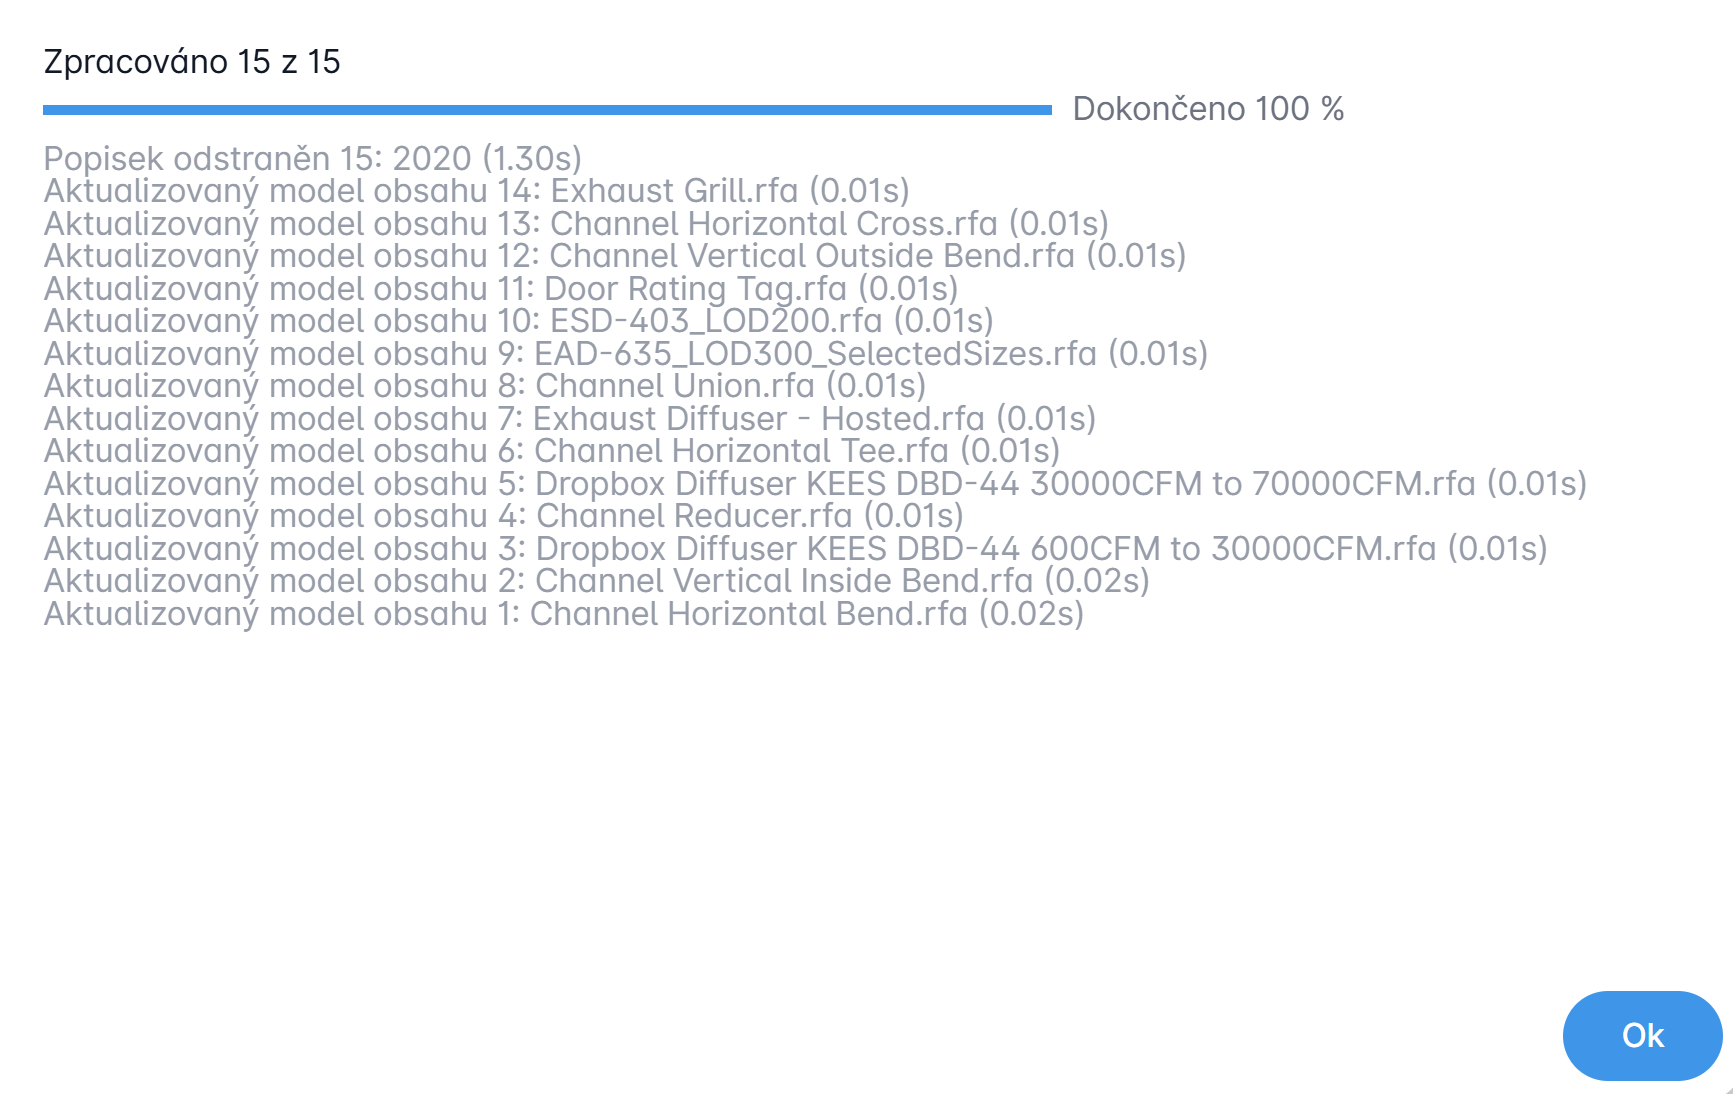 Zpracováno 15 z 15
Dokončeno 100 %
Popisek odstraněn 15: 2020 (1.30s)
Aktualizovaný model obsahu 14: Exhaust Grill.rfa (0.01s)
Aktualizovaný model obsahu 13: Channel Horizontal Cross.rfa (0.01s)
Aktualizovaný model obsahu 12: Channel Vertical Outside Bend.rfa (0.01s)
Aktualizovaný model obsahu 11: Door Rating Tag.rfa (0.01s)
Aktualizovaný model obsahu 10: ESD-403_LOD200.rfa (0.01s)
Aktualizovaný model obsahu 9: EAD-635_LOD300_SelectedSizes.rfa (0.01s)
Aktualizovaný model obsahu 8: Channel Union.rfa (0.01s)
Aktualizovaný model obsahu 7: Exhaust Diffuser - Hosted.rfa (0.01s)
Aktualizovaný model obsahu 6: Channel Horizontal Tee.rfa (0.01s)
Aktualizovaný model obsahu 5: Dropbox Diffuser KEES DBD-44 30000CFM to 70000CFM.rfa (0.01s)
Aktualizovaný model obsahu 4: Channel Reducer.rfa (0.01s)
Aktualizovaný model obsahu 3: Dropbox Diffuser KEES DBD-44 600CFM to 30000CFM.rfa (0.01s)
Aktualizovaný model obsahu 2: Channel Vertical Inside Bend.rfa (0.02s)
Aktualizovaný model obsahu 1: Channel Horizontal Bend.rfa (0.02s)
Ok